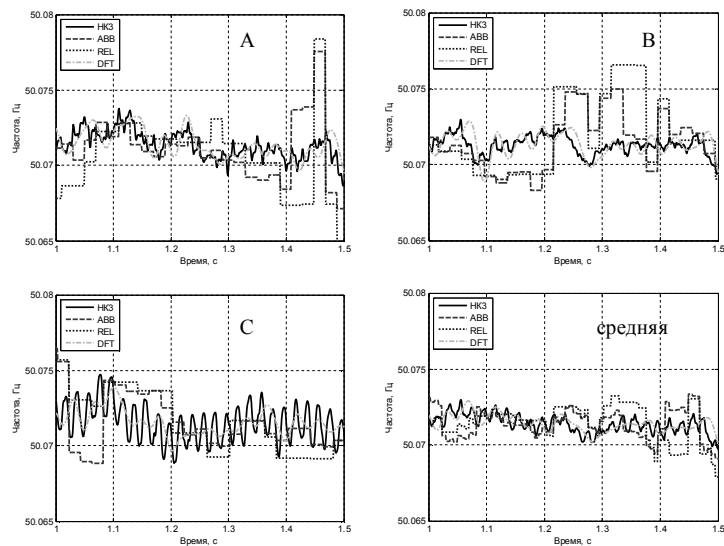 50.08
НКЗ
ABB
REL
DFT
A
50.075
Частота, Гц
50.07
50.065
1
1.1
1.2
1.3
1.4
1.5
Время, с
50.08
НКЗ
ABB
REL
DFT
B
50.075
Частота, Гц
50.07
50.065
1
1.1
1.2
1.3
1.4
1.5
Время, с
50.08
НКЗ
ABB
REL
DFT
C
50.075
Частота, Гц
50.07
50.065
1
1.1
1.2
1.3
1.4
1.5
Время, с
50.08
НКЗ
ABB
REL
DFT
средняя
50.075
Частота, Гц
50.07
50.065
1
1.1
1.2
1.3
1.4
1.5
Время, с